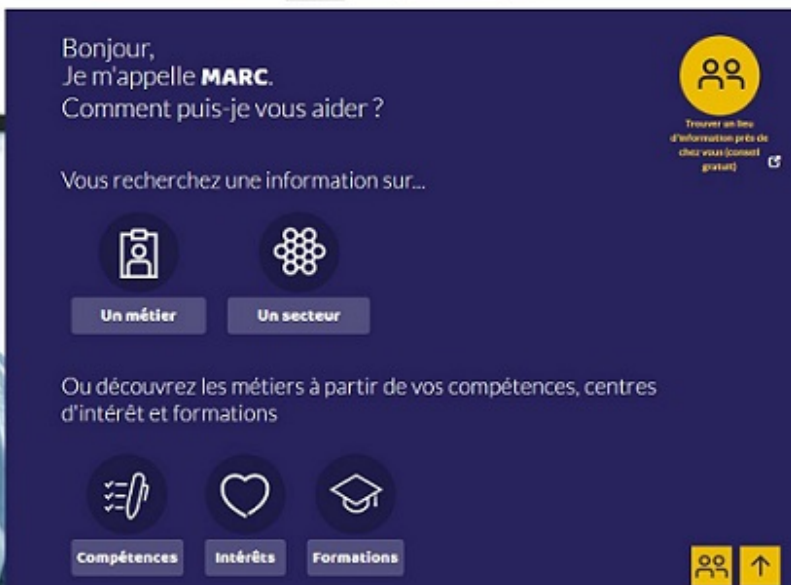 Bonjour,
Je m'appelle MARC.
Comment puis-je vous aider ?
Trouver un lieu
d'information près de
chez vous (conseil
gratuit)
Vous recherchez une information sur...
Un métier
Un secteur
Ou découvrez les métiers à partir de vos compétences, centres
d'intérêt et formations
Compétences
Intérêts
Formations